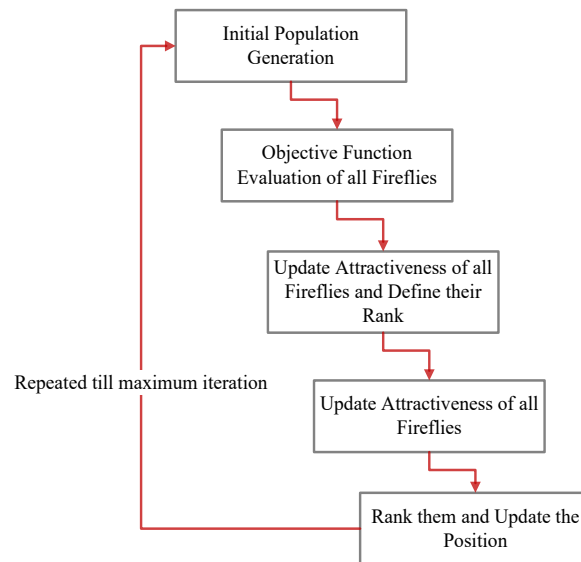 Initial Population
Generation
Objective Function
Evaluation of all Fireflies
Update Attractiveness of all
Fireflies and Define their
Rank
Repeated till maximum iteration
Update Attractiveness of all
Fireflies
Rank them and Update the
Position